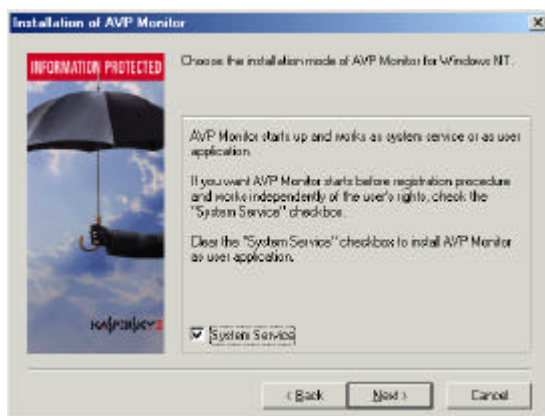 Installation of AVP Monitor
INFORMATION PROTECTED
Choose the installation mode of AVP Monitor for Windows NT.
AVP Monitor starts up and works as system service or as user
application.
If you want AVP Monitor starts before registration procedure
and works independently of the user's rights, check the
"System Service" checkbox.
Clear the "System Service" checkbox to install AVP Monitor
as user application.
KASPERSKY
System Service
< Back
Next >
Cancel